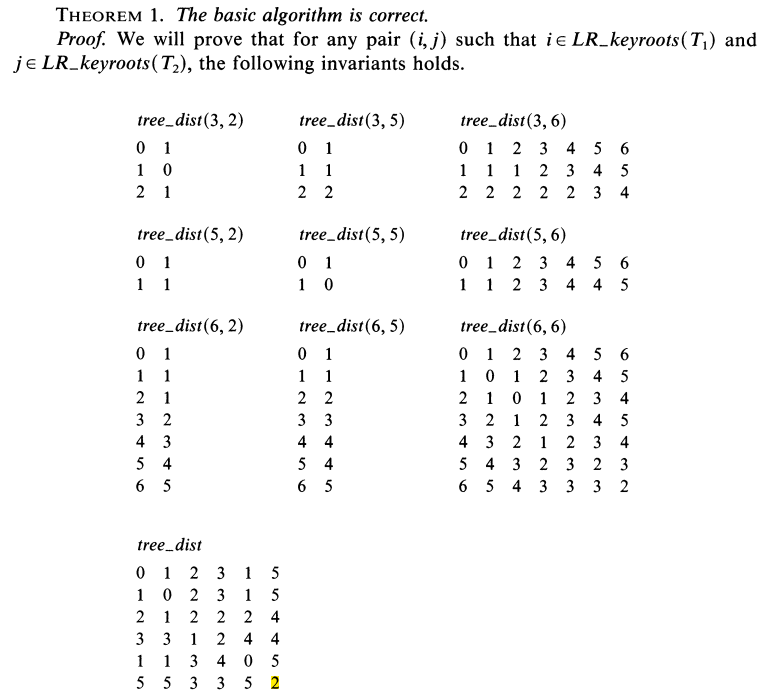 THEOREM 1. The basic algorithm is correct.
Proof. We will prove that for any pair (i, j) such that i ∈ LR_keyroots(T₁) and
j ∈ LR_keyroots(T₂), the following invariants holds.
tree_dist(3, 2) tree_dist(3, 5) tree_dist(3, 6)
0 1 0 1 0 1 2 3 4 5 6
1 0 1 1 1 1 1 2 3 4 5
2 1 2 2 2 2 2 2 2 3 4
tree_dist(5, 2) tree_dist(5, 5) tree_dist(5, 6)
0 1 0 1 0 1 2 3 4 5 6
1 1 1 0 1 1 2 3 4 4 5
tree_dist(6, 2) tree_dist(6, 5) tree_dist(6, 6)
0 1 0 1 0 1 2 3 4 5 6
1 1 1 1 1 0 1 2 3 4 5
2 1 2 2 2 1 0 1 2 3 4
3 2 3 3 3 2 1 2 3 4 5
4 3 4 4 4 3 2 1 2 3 4
5 4 5 4 5 4 3 2 3 2 3
6 5 6 5 6 5 4 3 3 3 2
tree_dist
0 1 2 3 1 5
1 0 2 3 1 5
2 1 2 2 2 4
3 3 1 2 4 4
1 1 3 4 0 5
5 5 3 3 5 2